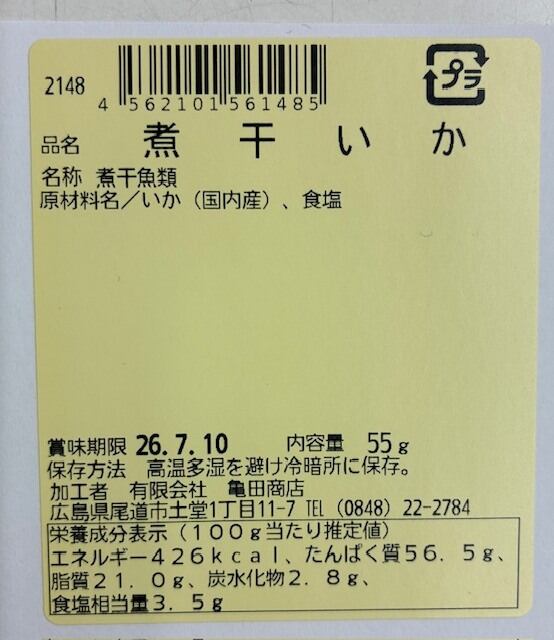 2148
4 562101 561485
プラ
品名 煮干いか
名称 煮干魚類
原材料名／いか（国内産）、食塩
賞味期限 26.7.10 内容量 55g
保存方法 高温多湿を避け冷暗所に保存。
加工者 有限会社 亀田商店
広島県尾道市土堂1丁目11-7 TEL（0848）22-2784
栄養成分表示（１００ｇ当たり推定値）
エネルギー４２６ｋｃａｌ、たんぱく質５６．５ｇ、
脂質２１．０ｇ、炭水化物２．８ｇ、
食塩相当量３．５ｇ